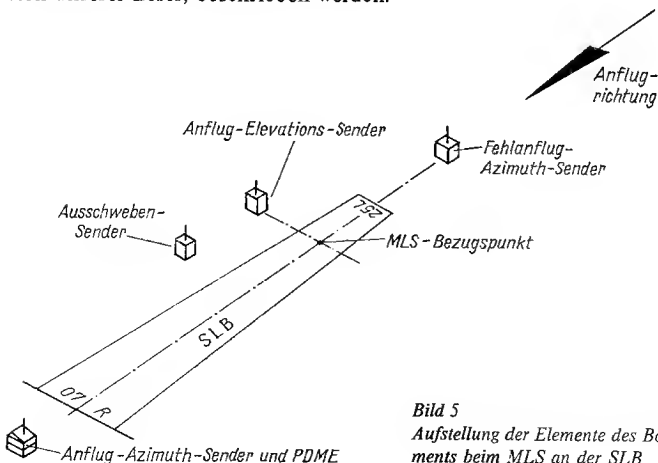 Anflug-
richtung
Anflug-Elevations-Sender
Fehlanflug-
Azimuth-Sender
Ausschweben-
Sender
25L
MLS-Bezugspunkt
SLB
07 R
Bild 5
Aufstellung der Elemente des Bo
ments beim MLS an der SLB
Anflug-Azimuth-Sender und PDME